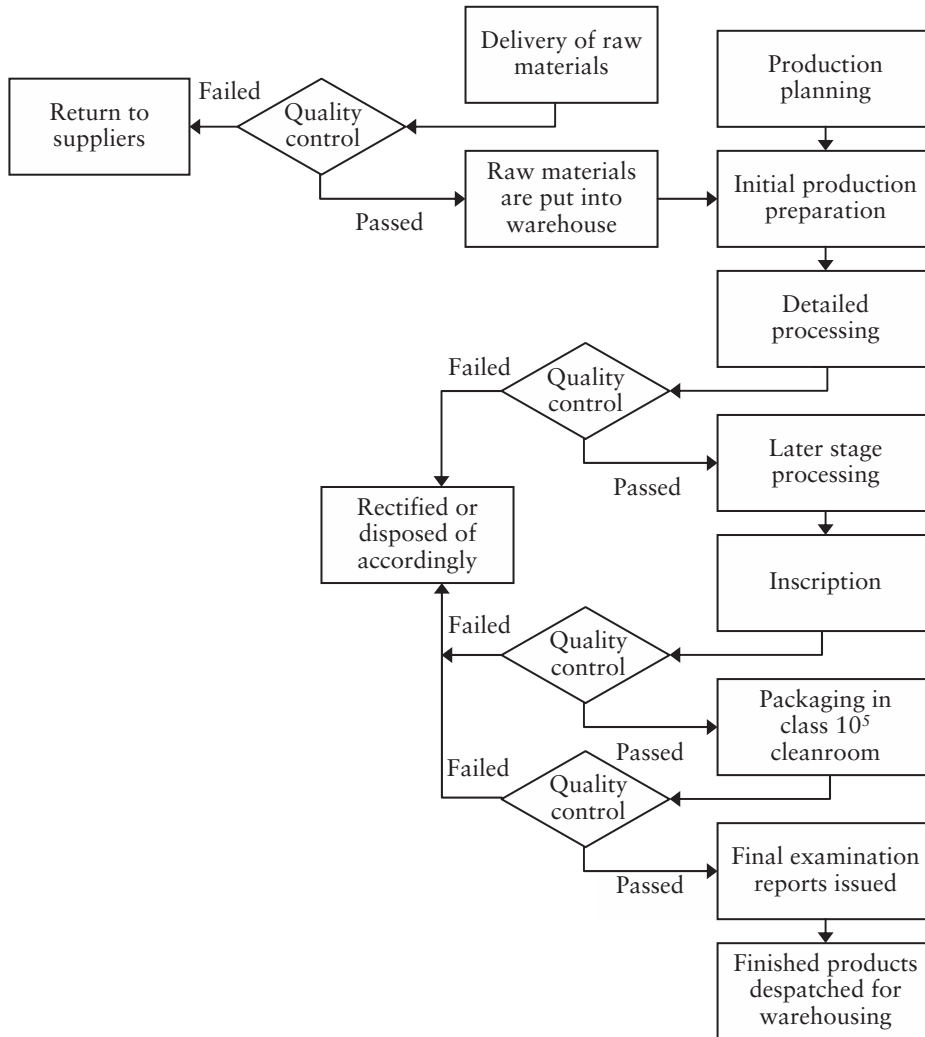 Delivery of raw
materials
Production
planning
Failed
Return to
suppliers
Quality
control
Passed
Raw materials
are put into
warehouse
Initial production
preparation
Detailed
processing
Failed
Quality
control
Passed
Later stage
processing
Rectified or
disposed of
accordingly
Inscription
Failed
Quality
control
Passed
Packaging in
class 10⁵
cleanroom
Failed
Quality
control
Passed
Final examination
reports issued
Finished products
despatched for
warehousing